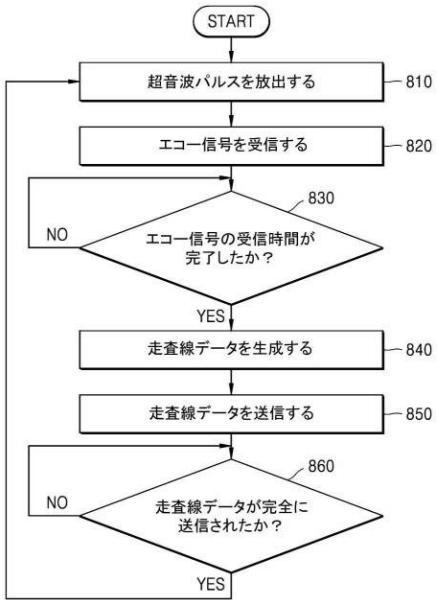 START
超音波パルスを放出する
810
エコー信号を受信する
820
830
エコー信号の受信時間が
完了したか？
NO
YES
走査線データを生成する
840
走査線データを送信する
850
860
走査線データが完全に
送信されたか？
NO
YES